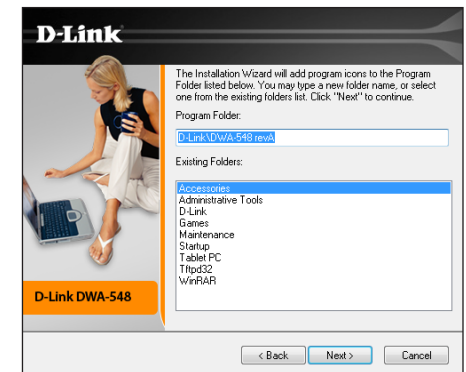 D-Link
The Installation Wizard will add program icons to the Program
Folder listed below. You may type a new folder name, or select
one from the existing folders list. Click "Next" to continue.
Program Folder:
D-Link\DWA-548 revA
Existing Folders:
Accessories
Administrative Tools
D-Link
Games
Maintenance
Startup
Tablet PC
Tftpd32
WinRAR
D-Link DWA-548
< Back
Next >
Cancel